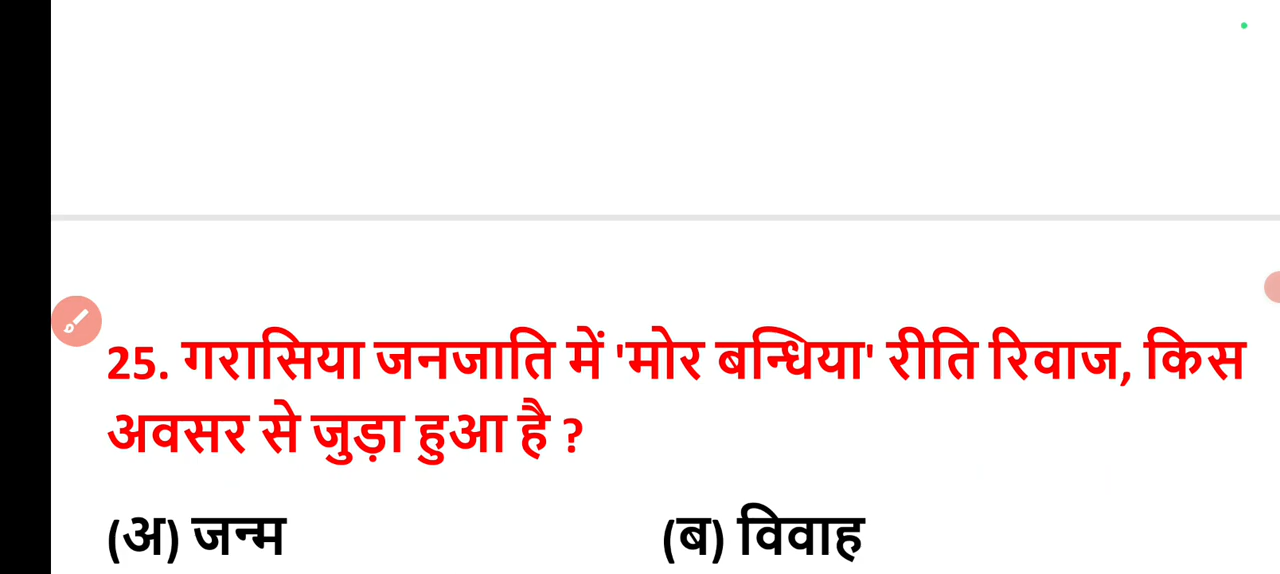 25. गरासिया जनजाति में 'मोर बन्धिया' रीति रिवाज, किस
अवसर से जुड़ा हुआ है ?
(अ) जन्म (ब) विवाह